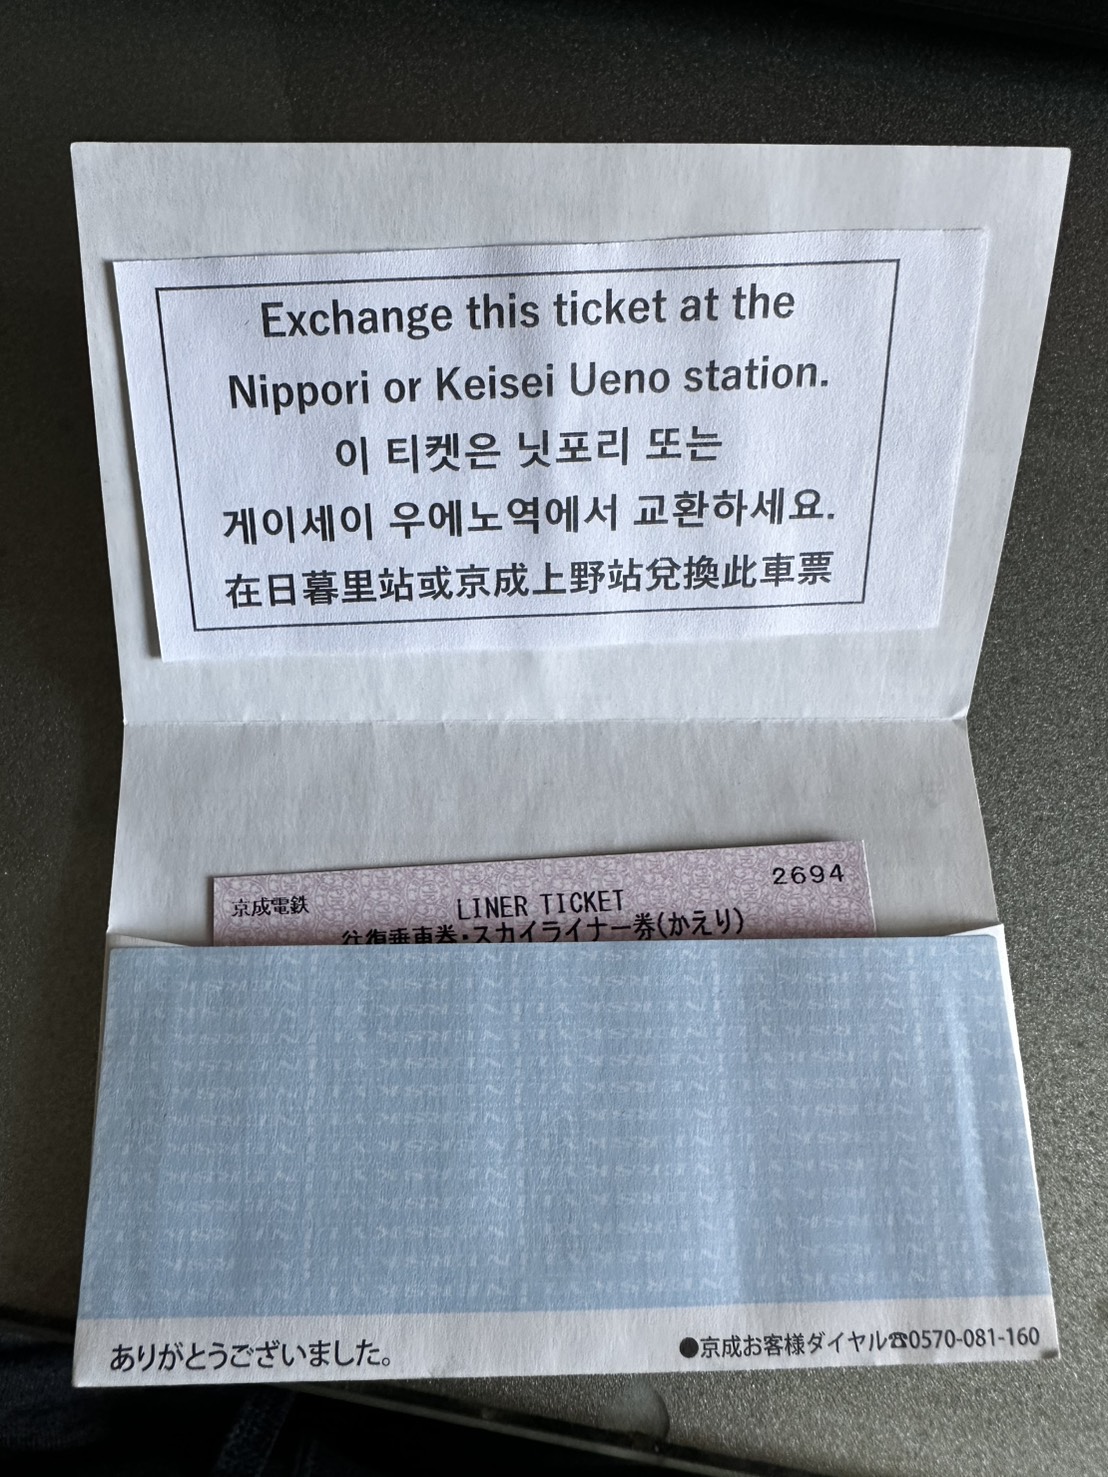 Exchange this ticket at the
Nippori or Keisei Ueno station.
이 티켓은 닛포리 또는
게이세이 우에노역에서 교환하세요.
在日暮里站或京成上野站兌換此車票
2694
京成電鉄
LINER TICKET
往復乗車券・スカイライナー券(かえり)
ありがとうございました。
●京成お客様ダイヤル☎0570-081-160